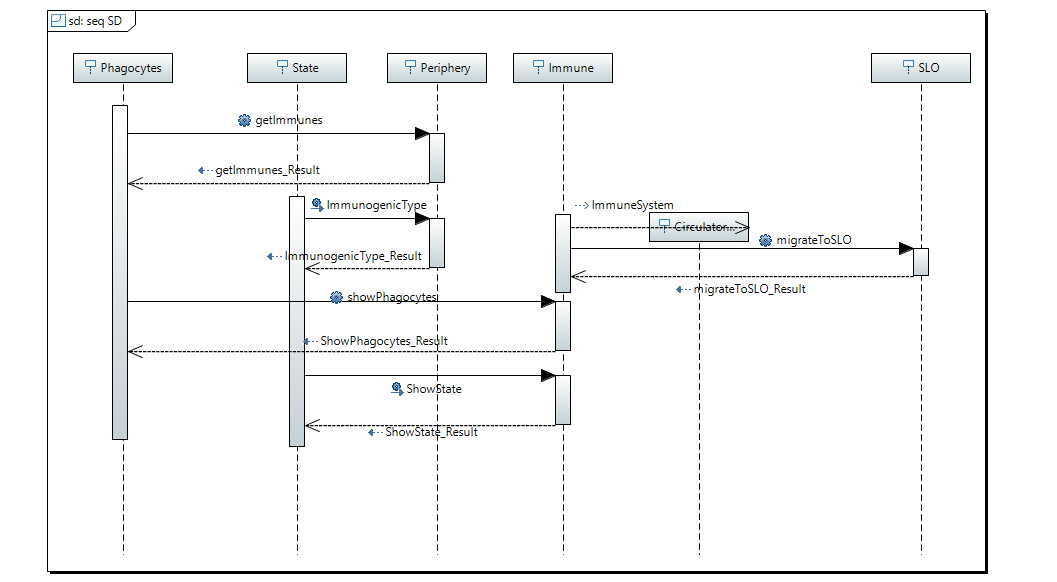 sd: seq SD
Phagocytes
State
Periphery
Immune
SLO
getImmunes
getImmunes_Result
ImmunogenicType
ImmuneSystem
Circulator...
migrateToSLO
ImmunogenicType_Result
migrateToSLO_Result
showPhagocytes
ShowPhagocytes_Result
ShowState
ShowState_Result